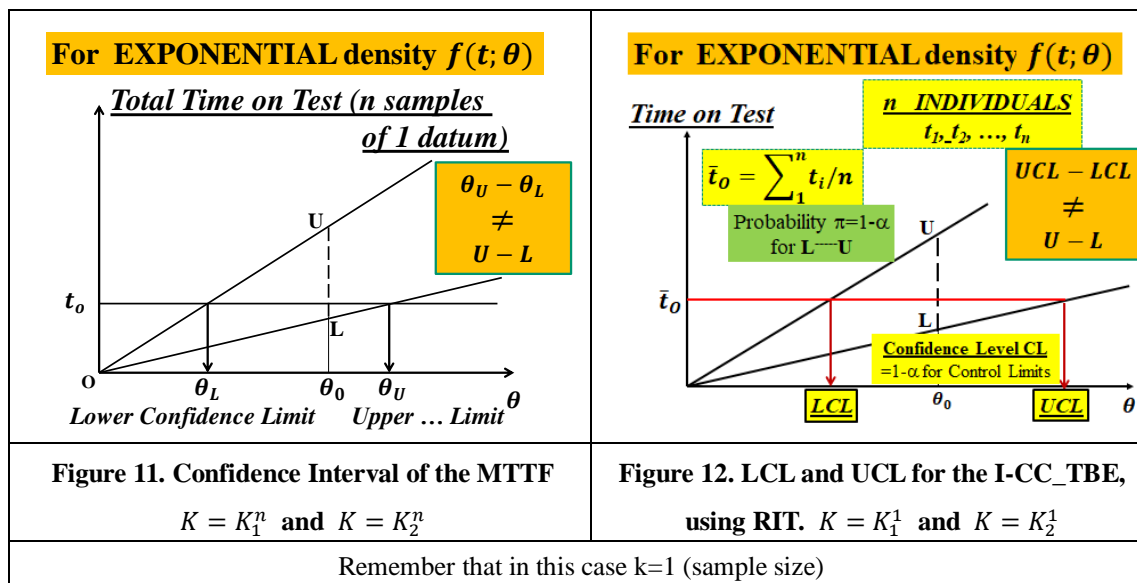 For EXPONENTIAL density f(t; θ)
Total Time on Test (n samples
of 1 datum)
θ_U − θ_L
≠
U − L
U
t_o
L
O
θ_L
θ_0
θ_U
θ
Lower Confidence Limit
Upper … Limit
Figure 11. Confidence Interval of the MTTF
K = K_1^n and K = K_2^n
For EXPONENTIAL density f(t; θ)
n INDIVIDUALS
t_1, t_2, …, t_n
Time on Test
t̄_O = ∑_1^n t_i/n
UCL − LCL
≠
U − L
Probability π=1-α
for L-----U
U
t̄_O
L
Confidence Level CL
=1-α for Control Limits
LCL
θ_0
UCL
θ
Figure 12. LCL and UCL for the I-CC_TBE,
using RIT. K = K_1^1 and K = K_2^1
Remember that in this case k=1 (sample size)